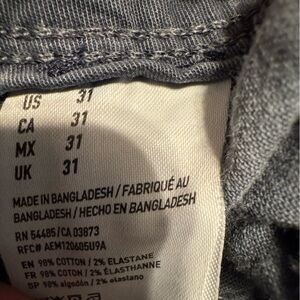 US 31
CA 31
MX 31
UK 31
MADE IN BANGLADESH / FABRIQUÉ AU
BANGLADESH / HECHO EN BANGLADESH
RN 54485 / CA 03873
RFC# AEM120605U9A
EN 98% COTTON / 2% ELASTANE
FR 98% COTON / 2% ÉLASTHANNE
SP 98% algodón / 2% elastano